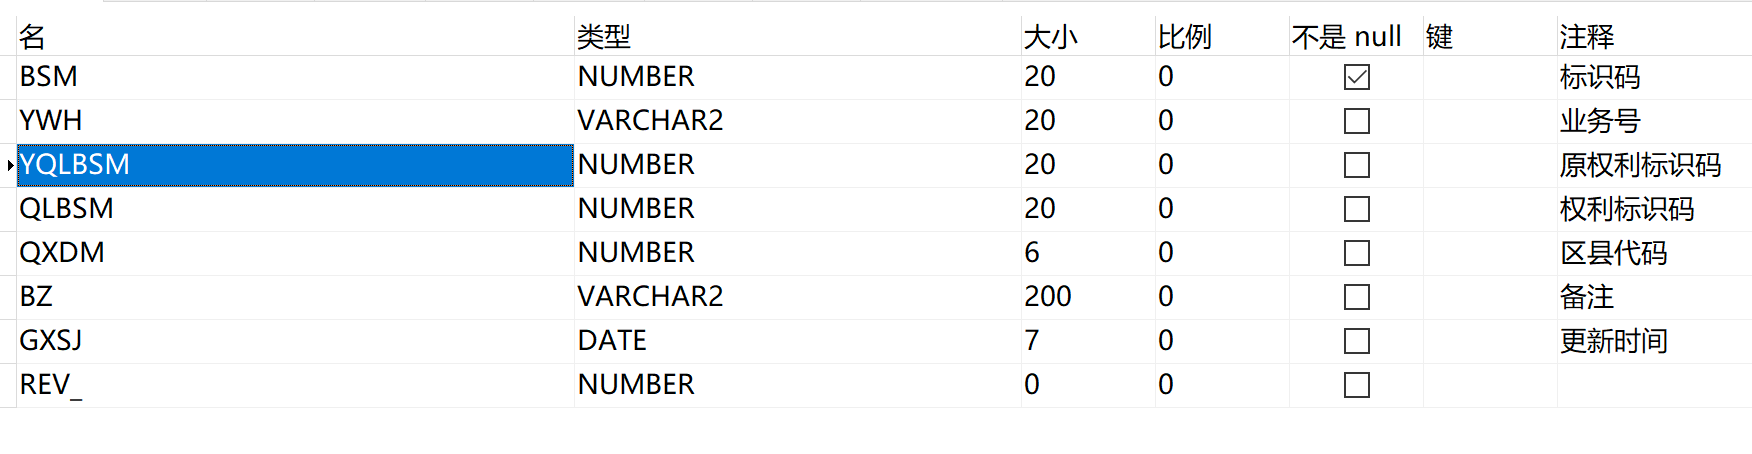 名 类型 大小 比例 不是 null 键 注释
BSM NUMBER 20 0 标识码
YWH VARCHAR2 20 0 业务号
YQLBSM NUMBER 20 0 原权利标识码
QLBSM NUMBER 20 0 权利标识码
QXDM NUMBER 6 0 区县代码
BZ VARCHAR2 200 0 备注
GXSJ DATE 7 0 更新时间
REV_ NUMBER 0 0